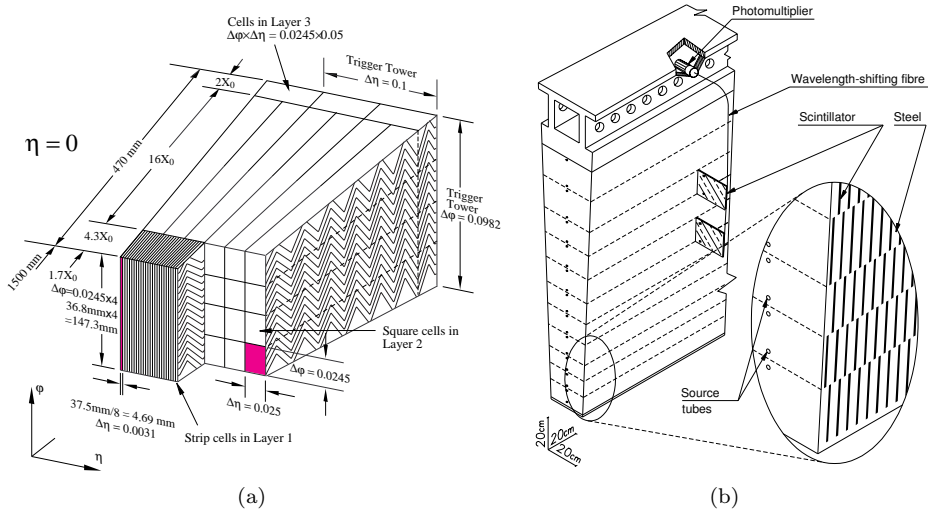 Cells in Layer 3
Δφ×Δη = 0.0245×0.05
Trigger Tower
Δη = 0.1
2X₀
η = 0
470 mm
16X₀
Trigger
Tower
Δφ = 0.0982
4.3X₀
1500 mm
1.7X₀
Δφ=0.0245x4
36.8mmx4
=147.3mm
Square cells in
Layer 2
Δφ = 0.0245
Δη = 0.025
37.5mm/8 = 4.69 mm
Δη = 0.0031
Strip cells in Layer 1
φ
η
(a)
Photomultiplier
Wavelength-shifting fibre
Scintillator
Steel
Source
tubes
20cm
20cm
20cm
(b)